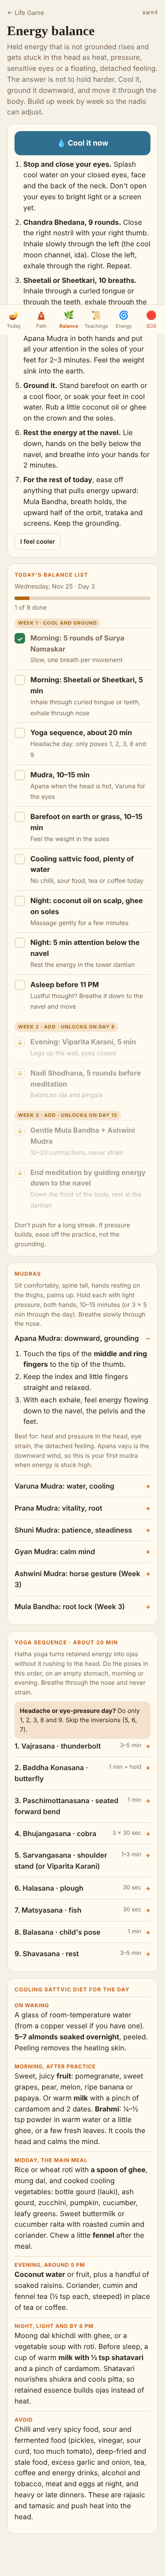 ← Life Game
saved
Energy balance
Held energy that is not grounded rises and
gets stuck in the head as heat, pressure,
sensitive eyes or a floating, detached feeling.
The answer is not to hold harder. Cool it,
ground it downward, and move it through the
body. Build up week by week so the nadis
can adjust.
💧 Cool it now
1. Stop and close your eyes. Splash
cool water on your closed eyes, face
and the back of the neck. Don't open
your eyes to bright light or a screen
yet.
2. Chandra Bhedana, 9 rounds. Close
the right nostril with your right thumb.
Inhale slowly through the left (the cool
moon channel, ida). Close the left,
exhale through the right. Repeat.
3. Sheetali or Sheetkari, 10 breaths.
Inhale through a curled tongue or
through the teeth, exhale through the
Today
Path
Balance
Teachings
Energy
SOS
Apana Mudra in both hands and put
all your attention in the soles of your
feet for 2–3 minutes. Feel the weight
sink into the earth.
5. Ground it. Stand barefoot on earth or
a cool floor, or soak your feet in cool
water. Rub a little coconut oil or ghee
on the crown and the soles.
6. Rest the energy at the navel. Lie
down, hands on the belly below the
navel, and breathe into your hands for
2 minutes.
7. For the rest of today, ease off
anything that pulls energy upward:
Mula Bandha, breath holds, the
upward half of the orbit, trataka and
screens. Keep the grounding.
I feel cooler
TODAY'S BALANCE LIST
Wednesday, Nov 25 · Day 3
1 of 9 done
WEEK 1 · COOL AND GROUND
Morning: 5 rounds of Surya
Namaskar
Slow, one breath per movement
Morning: Sheetali or Sheetkari, 5
min
Inhale through curled tongue or teeth,
exhale through nose
Yoga sequence, about 20 min
Headache day: only poses 1, 2, 3, 8 and
9
Mudra, 10–15 min
Apana when the head is hot, Varuna for
the eyes
Barefoot on earth or grass, 10–15
min
Feel the weight in the soles
Cooling sattvic food, plenty of
water
No chilli, sour food, tea or coffee today
Night: coconut oil on scalp, ghee
on soles
Massage gently for a few minutes
Night: 5 min attention below the
navel
Rest the energy in the lower dantian
Asleep before 11 PM
Lustful thought? Breathe it down to the
navel and move
WEEK 2 · ADD · UNLOCKS ON DAY 8
Evening: Viparita Karani, 5 min
Legs up the wall, eyes closed
Nadi Shodhana, 5 rounds before
meditation
Balances ida and pingala
WEEK 3 · ADD · UNLOCKS ON DAY 15
Gentle Mula Bandha + Ashwini
Mudra
10–20 contractions, never strain
End meditation by guiding energy
down to the navel
Down the front of the body, rest at the
dantian
Don't push for a long streak. If pressure
builds, ease off the practice, not the
grounding.
MUDRAS
Sit comfortably, spine tall, hands resting on
the thighs, palms up. Hold each with light
pressure, both hands, 10–15 minutes (or 3 × 5
min through the day). Breathe slowly through
the nose.
Apana Mudra: downward, grounding −
1. Touch the tips of the middle and ring
fingers to the tip of the thumb.
2. Keep the index and little fingers
straight and relaxed.
3. With each exhale, feel energy flowing
down to the navel, the pelvis and the
feet.
Best for: heat and pressure in the head, eye
strain, the detached feeling. Apana vayu is the
downward wind, so this is your first mudra
when energy is stuck high.
Varuna Mudra: water, cooling +
Prana Mudra: vitality, root +
Shuni Mudra: patience, steadiness +
Gyan Mudra: calm mind +
Ashwini Mudra: horse gesture (Week
3) +
Mula Bandha: root lock (Week 3) +
YOGA SEQUENCE · ABOUT 20 MIN
Hatha yoga turns retained energy into ojas
without it rushing to the head. Do the poses in
this order, on an empty stomach, morning or
evening. Breathe through the nose and never
strain.
Headache or eye-pressure day? Do only
1, 2, 3, 8 and 9. Skip the inversions (5, 6,
7).
1. Vajrasana · thunderbolt 3–5 min +
2. Baddha Konasana ·
butterfly 1 min + hold +
3. Paschimottanasana · seated
forward bend 1 min +
4. Bhujangasana · cobra 3 × 30 sec +
5. Sarvangasana · shoulder
stand (or Viparita Karani) 1–3 min +
6. Halasana · plough 30 sec +
7. Matsyasana · fish 30 sec +
8. Balasana · child's pose 1 min +
9. Shavasana · rest 3–5 min +
COOLING SATTVIC DIET FOR THE DAY
ON WAKING
A glass of room-temperature water
(from a copper vessel if you have one).
5–7 almonds soaked overnight, peeled.
Peeling removes the heating skin.
MORNING, AFTER PRACTICE
Sweet, juicy fruit: pomegranate, sweet
grapes, pear, melon, ripe banana or
papaya. Or warm milk with a pinch of
cardamom and 2 dates. Brahmi: ¼–½
tsp powder in warm water or a little
ghee, or a few fresh leaves. It cools the
head and calms the mind.
MIDDAY, THE MAIN MEAL
Rice or wheat roti with a spoon of ghee,
mung dal, and cooked cooling
vegetables: bottle gourd (lauki), ash
gourd, zucchini, pumpkin, cucumber,
leafy greens. Sweet buttermilk or
cucumber raita with roasted cumin and
coriander. Chew a little fennel after the
meal.
EVENING, AROUND 5 PM
Coconut water or fruit, plus a handful of
soaked raisins. Coriander, cumin and
fennel tea (½ tsp each, steeped) in place
of tea or coffee.
NIGHT, LIGHT AND BY 8 PM
Moong dal khichdi with ghee, or a
vegetable soup with roti. Before sleep, a
cup of warm milk with ½ tsp shatavari
and a pinch of cardamom. Shatavari
nourishes shukra and cools pitta, so
retained essence builds ojas instead of
heat.
AVOID
Chilli and very spicy food, sour and
fermented food (pickles, vinegar, sour
curd, too much tomato), deep-fried and
stale food, excess garlic and onion, tea,
coffee and energy drinks, alcohol and
tobacco, meat and eggs at night, and
heavy or late dinners. These are rajasic
and tamasic and push heat into the
head.